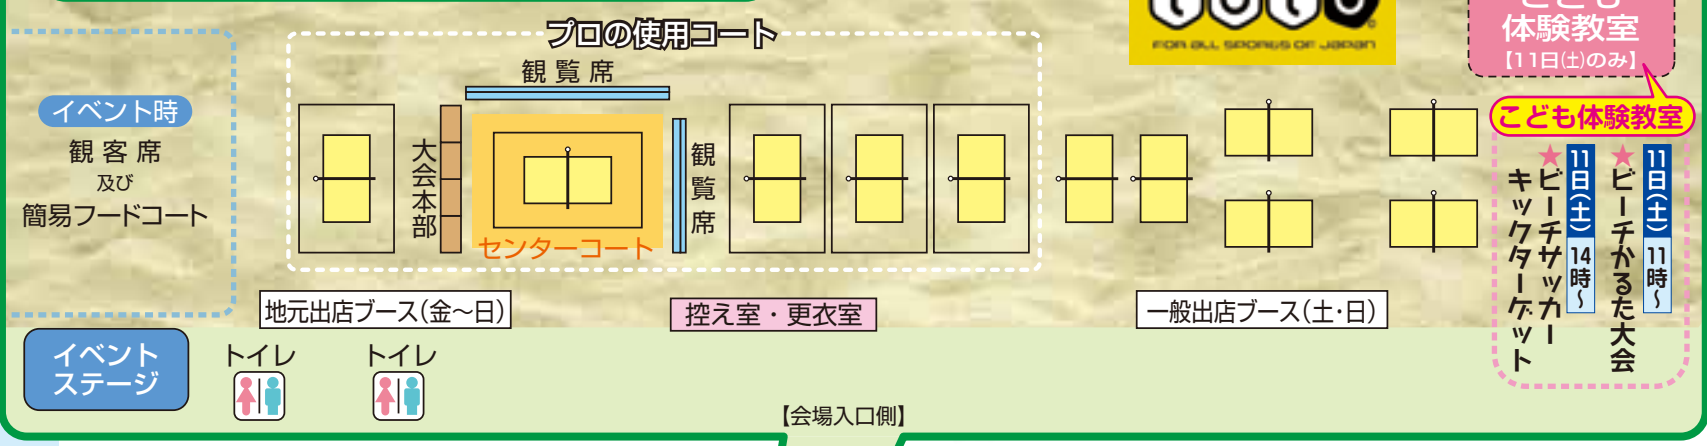 プロの使用コート
観覧席
イベント時
観客席
及び
簡易フードコート
大会本部
センターコート
観覧席
地元出店ブース(金〜日)
控え室・更衣室
一般出店ブース(土・日)
イベント
ステージ
トイレ
トイレ
【会場入口側】
FOR ALL SPORTS OF JAPAN
体験教室
【11日(土)のみ】
こども体験教室
11日(土) 11時〜
★ビーチかるた大会
11日(土) 14時〜
★ビーチサッカー
キックターゲット